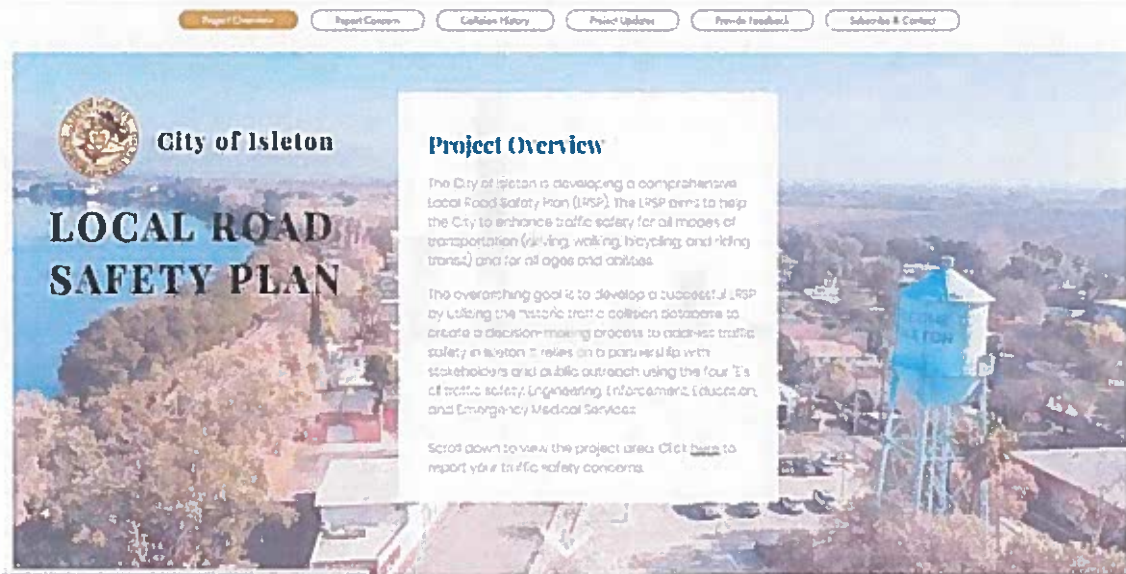 Project Overview
Report Concern
Collision History
Project Updates
Provide Feedback
Subscribe & Contact
City of Isleton
LOCAL ROAD
SAFETY PLAN
Project Overview
The City of Isleton is developing a comprehensive
Local Road Safety Plan (LRSP). The LRSP aims to help
the City to enhance traffic safety for all modes of
transportation (driving, walking, bicycling, and riding
transit) and for all ages and abilities.
The overarching goal is to develop a successful LRSP
by utilizing the historic traffic collision database to
create a decision-making process to address traffic
safety in Isleton. It relies on a partnership with
stakeholders and public outreach using the four 'E's
of traffic safety: Engineering, Enforcement, Education,
and Emergency Medical Services.
Scroll down to view the project area. Click here to
report your traffic safety concerns.